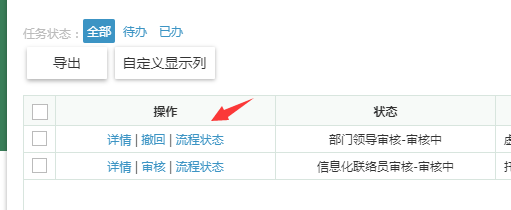 任务状态： 全部 待办 已办
导出 自定义显示列
操作 状态
详情 | 撤回 | 流程状态 部门领导审核-审核中
详情 | 审核 | 流程状态 信息化联络员审核-审核中